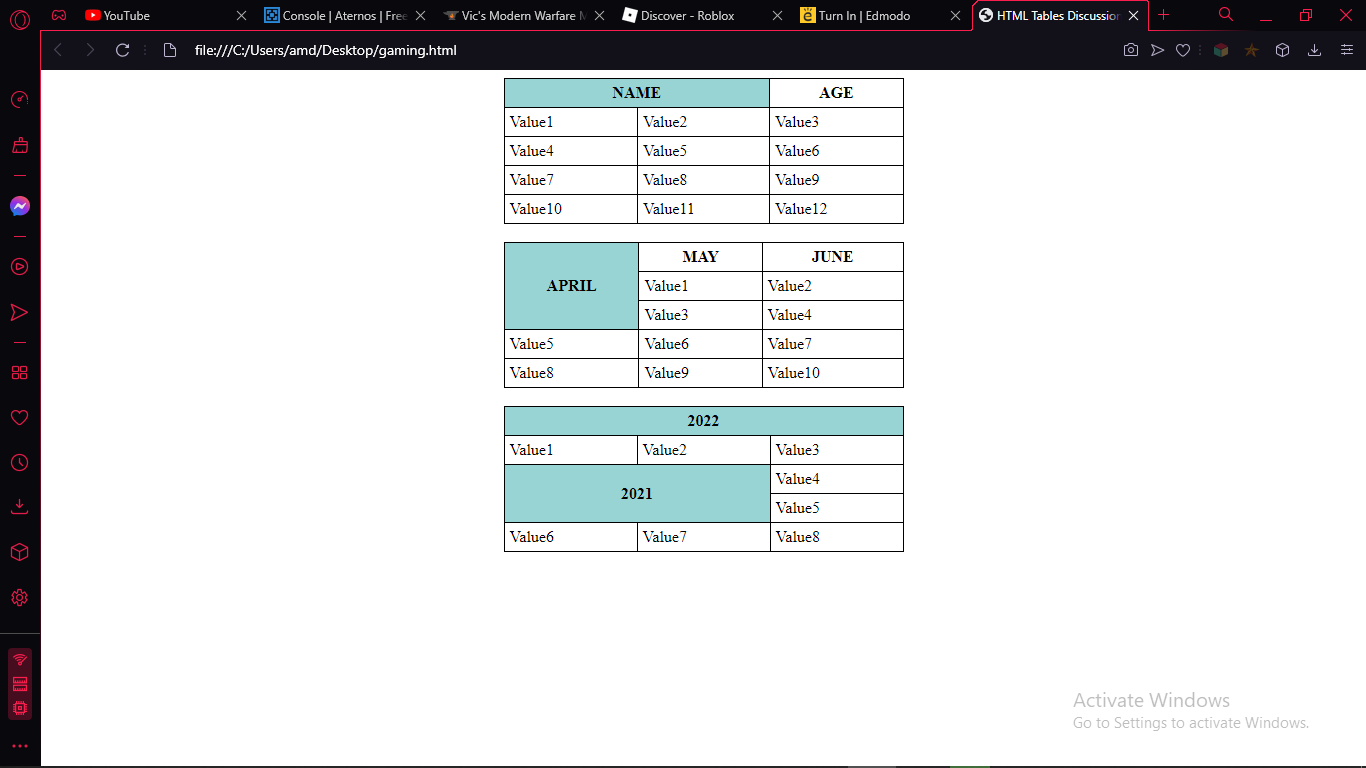 YouTube
Console | Aternos | Free
Vic's Modern Warfare M
Discover - Roblox
Turn In | Edmodo
HTML Tables Discussion
file:///C:/Users/amd/Desktop/gaming.html
NAME AGE
Value1 Value2 Value3
Value4 Value5 Value6
Value7 Value8 Value9
Value10 Value11 Value12
APRIL MAY JUNE
Value1 Value2
Value3 Value4
Value5 Value6 Value7
Value8 Value9 Value10
2022
Value1 Value2 Value3
2021 Value4
Value5
Value6 Value7 Value8
Activate Windows
Go to Settings to activate Windows.